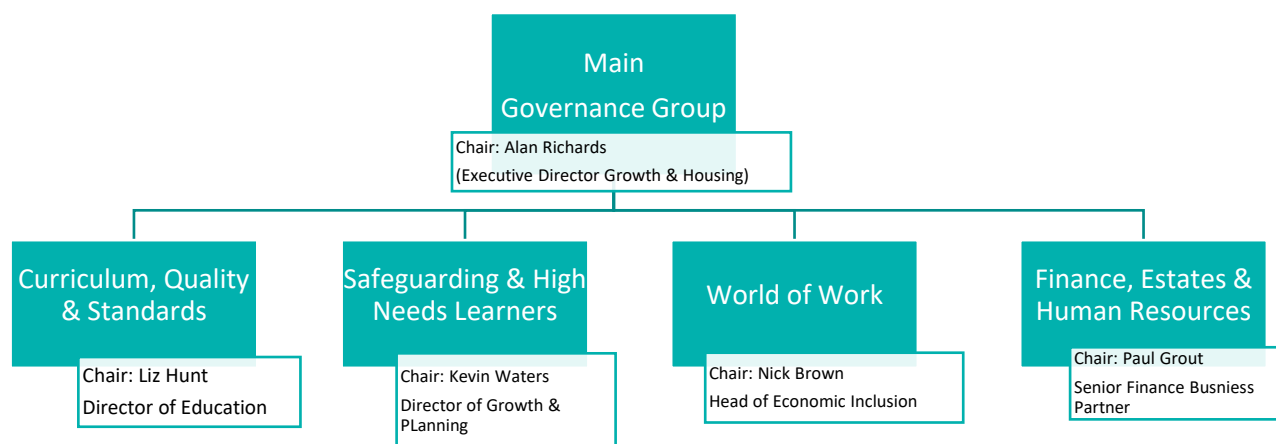 Main
Governance Group
Chair: Alan Richards
(Executive Director Growth & Housing)
Curriculum, Quality
& Standards
Chair: Liz Hunt
Director of Education
Safeguarding & High
Needs Learners
Chair: Kevin Waters
Director of Growth &
PLanning
World of Work
Chair: Nick Brown
Head of Economic Inclusion
Finance, Estates &
Human Resources
Chair: Paul Grout
Senior Finance Busniess
Partner